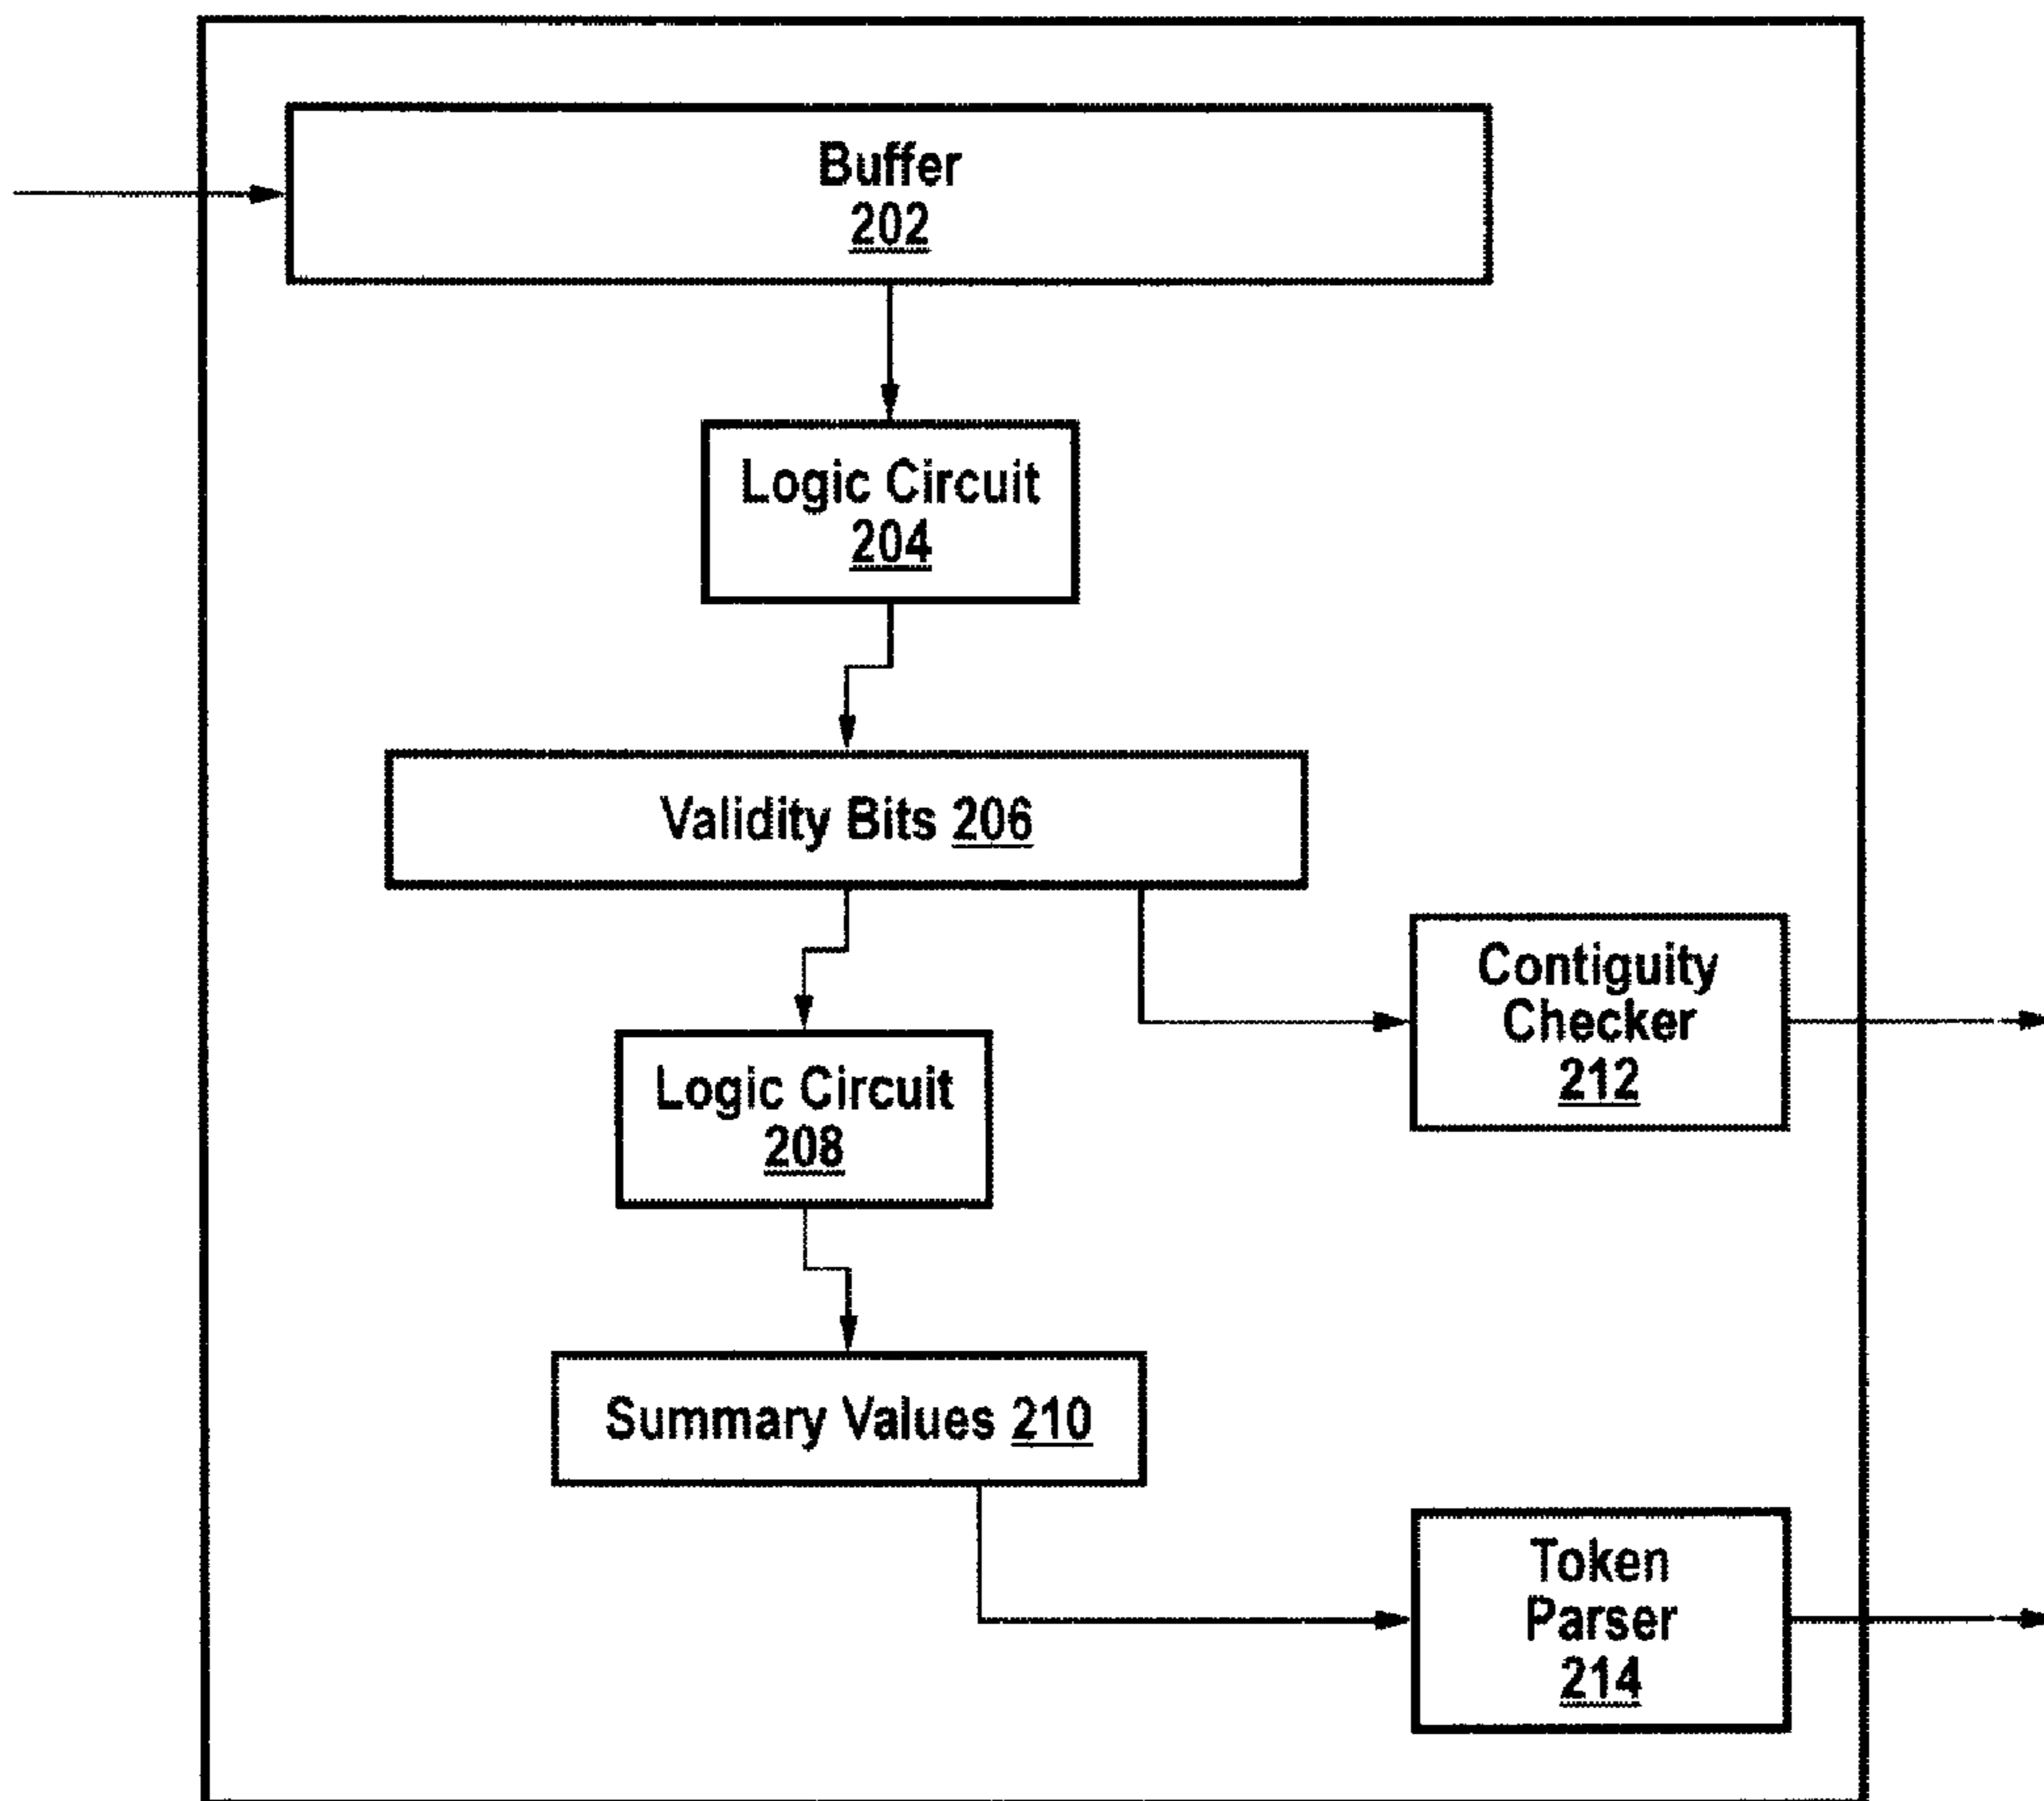 Buffer
202
Logic Circuit
204
Validity Bits 206
Contiguity
Checker
212
Logic Circuit
208
Summary Values 210
Token
Parser
214